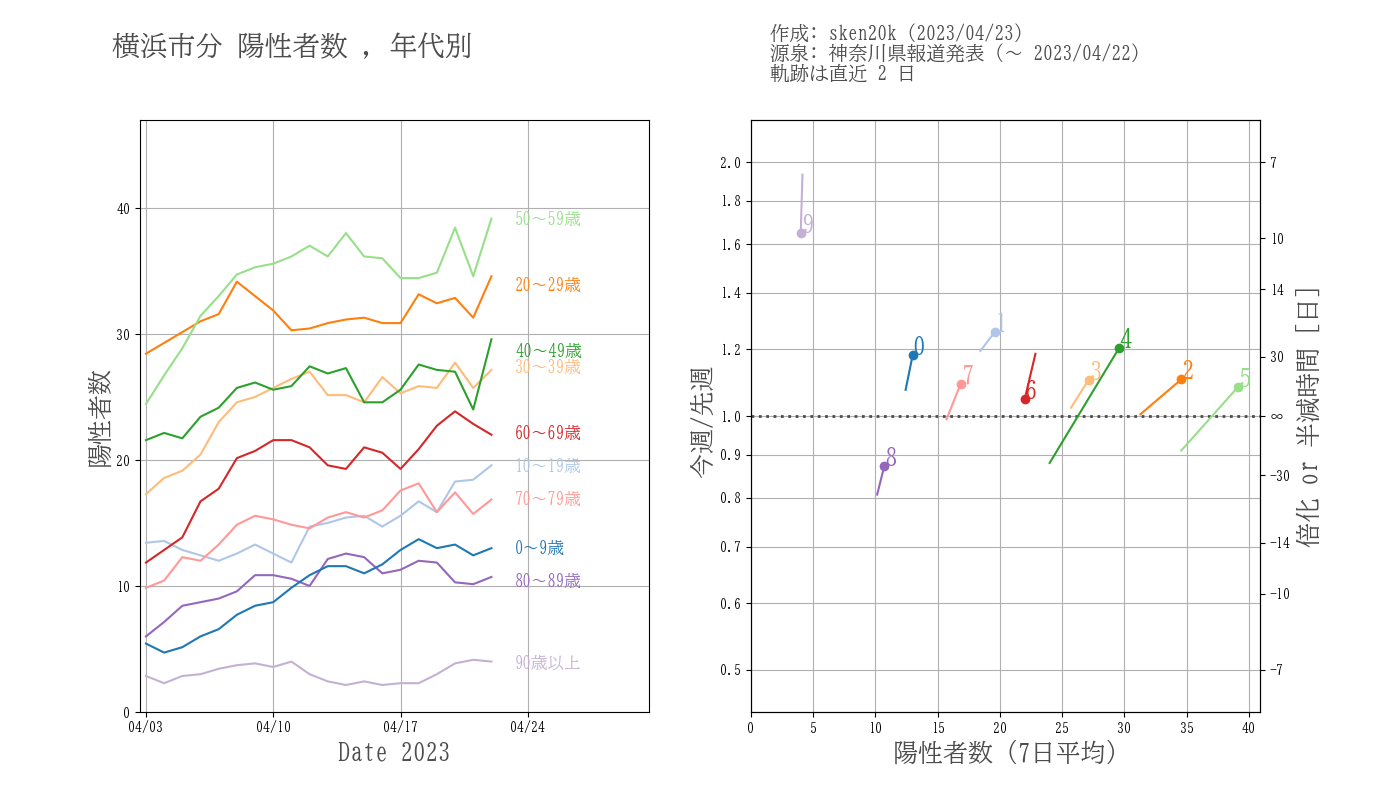 横浜市分 陽性者数 , 年代別
作成: sken20k (2023/04/23)
源泉: 神奈川県報道発表 (～ 2023/04/22)
軌跡は直近 2 日
陽性者数
40
30
20
10
0
50～59歳
20～29歳
40～49歳
30～39歳
60～69歳
10～19歳
70～79歳
0～9歳
80～89歳
90歳以上
04/03
04/10
04/17
04/24
Date 2023
今週/先週
2.0
1.8
1.6
1.4
1.2
1.0
0.9
0.8
0.7
0.6
0.5
9
1
4
0
7
3
2
5
6
8
7
10
14
30
∞
-30
-14
-10
-7
倍化 or 半減時間 [日]
0
5
10
15
20
25
30
35
40
陽性者数 (7日平均)